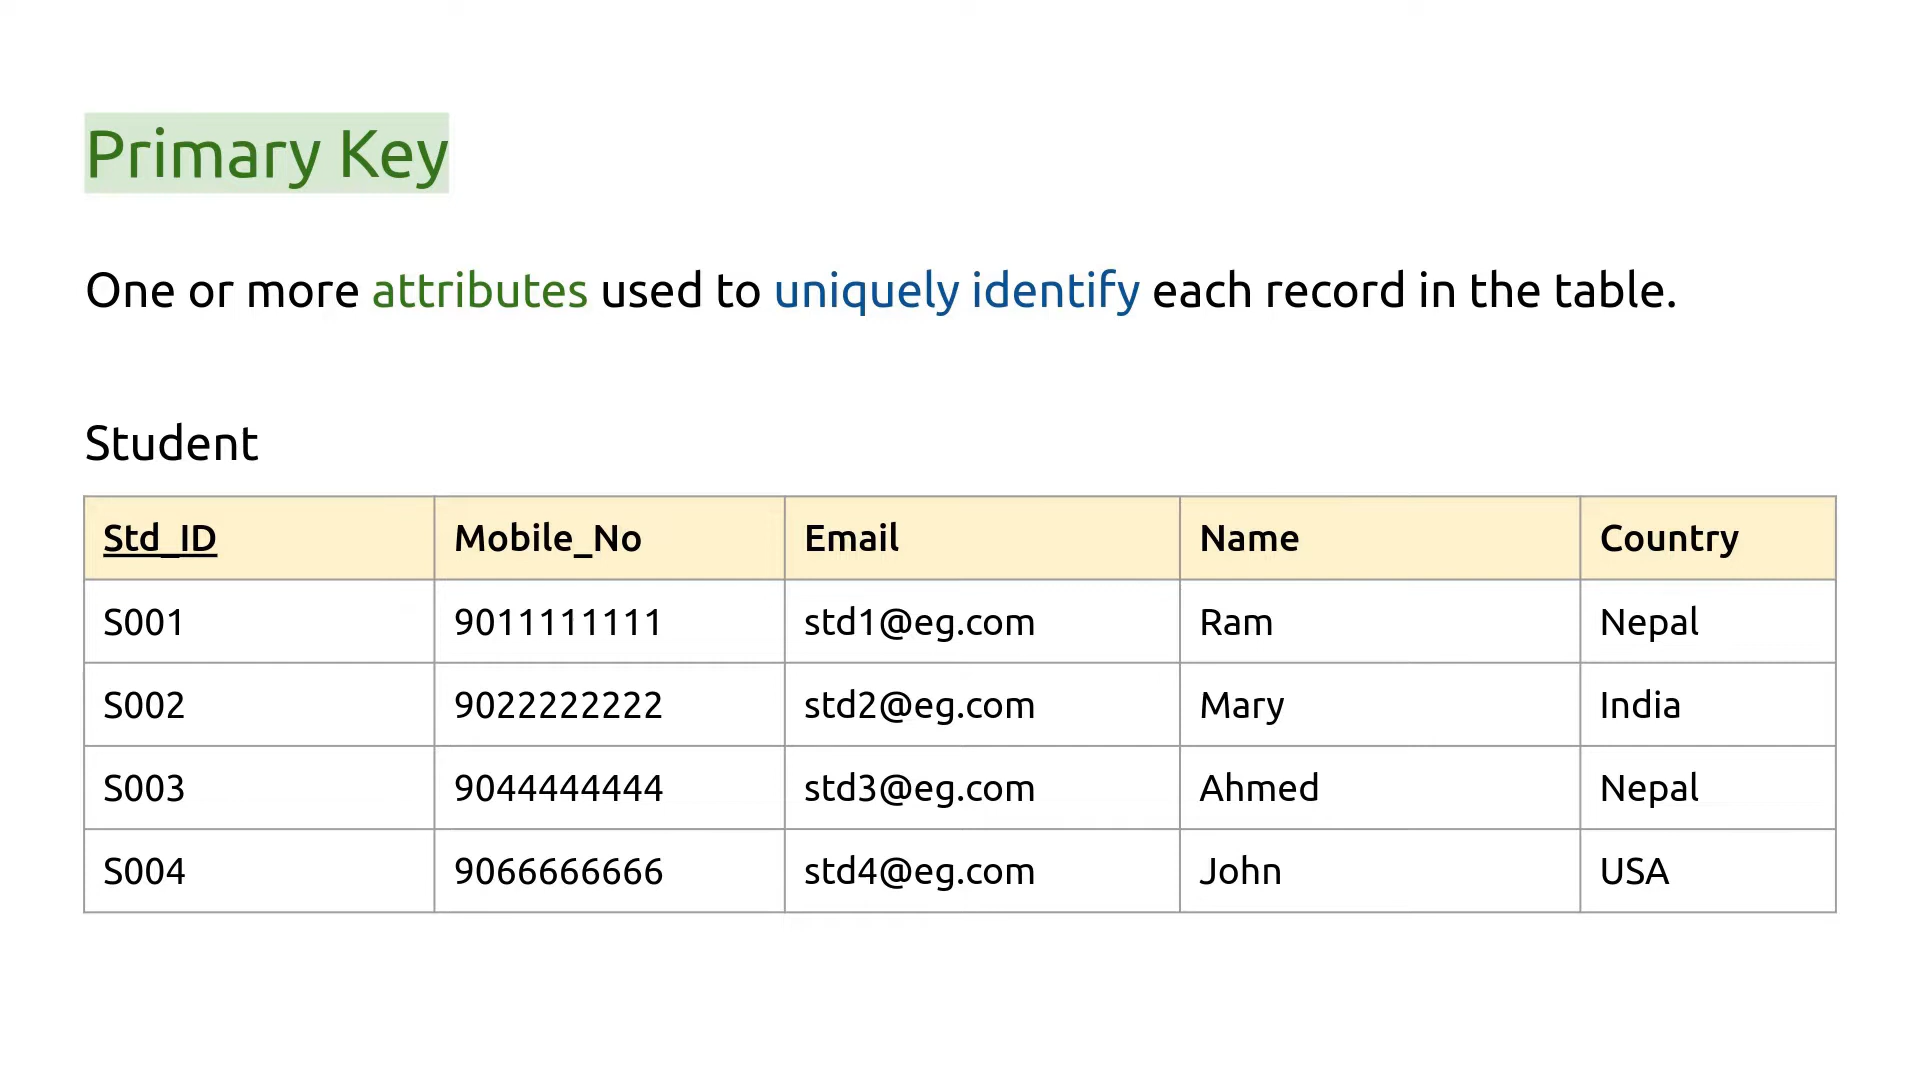 Primary Key
One or more attributes used to uniquely identify each record in the table.
Student
Std_ID Mobile_No Email Name Country
S001 9011111111 std1@eg.com Ram Nepal
S002 9022222222 std2@eg.com Mary India
S003 9044444444 std3@eg.com Ahmed Nepal
S004 9066666666 std4@eg.com John USA